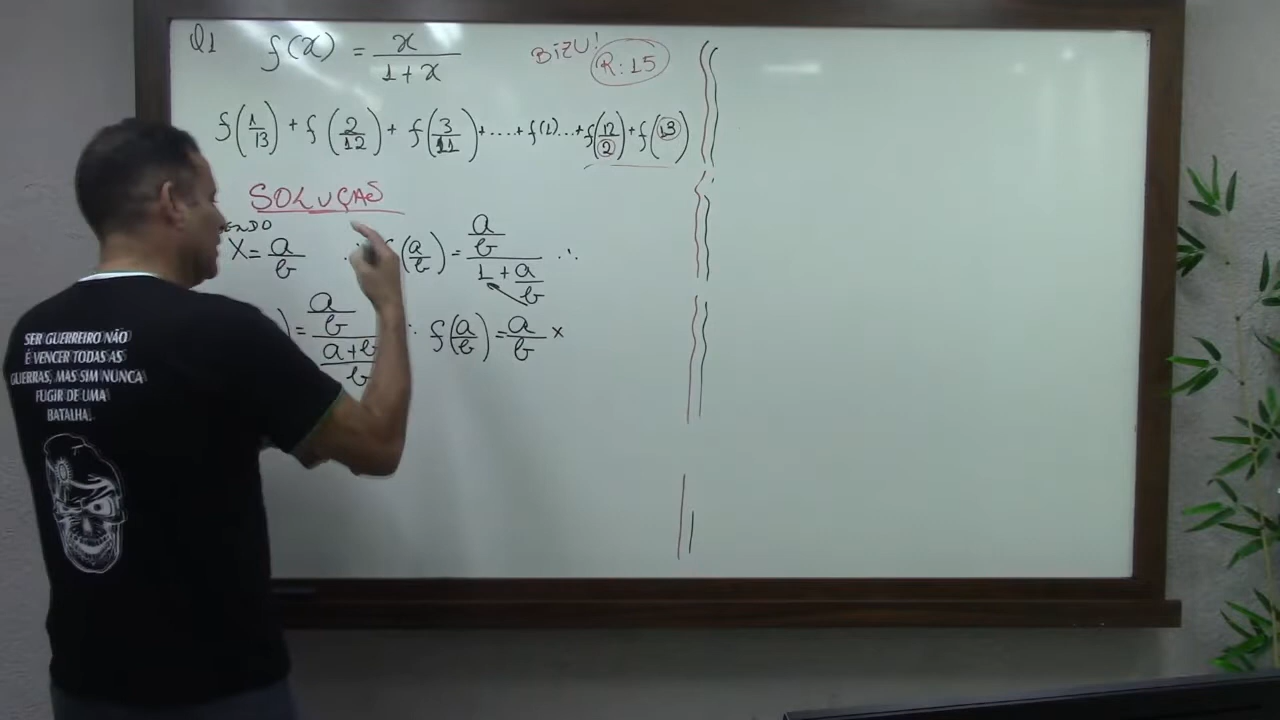 Q1 f(x) = x/(1+x) BIZU! R:15
f(1/13) + f(2/12) + f(3/11) + .... + f(1) ... + f(12/2) + f(13)
SOLUÇÃO
X = a/b ∴ f(a/b) = (a/b)/(1 + a/b) ∴
) = (a/b)/((a+b)/b) ∴ f(a/b) = a/b x
SER GUERREIRO NÃO
É VENCER TODAS AS
GUERRAS, MAS SIM NUNCA
FUGIR DE UMA
BATALHA.